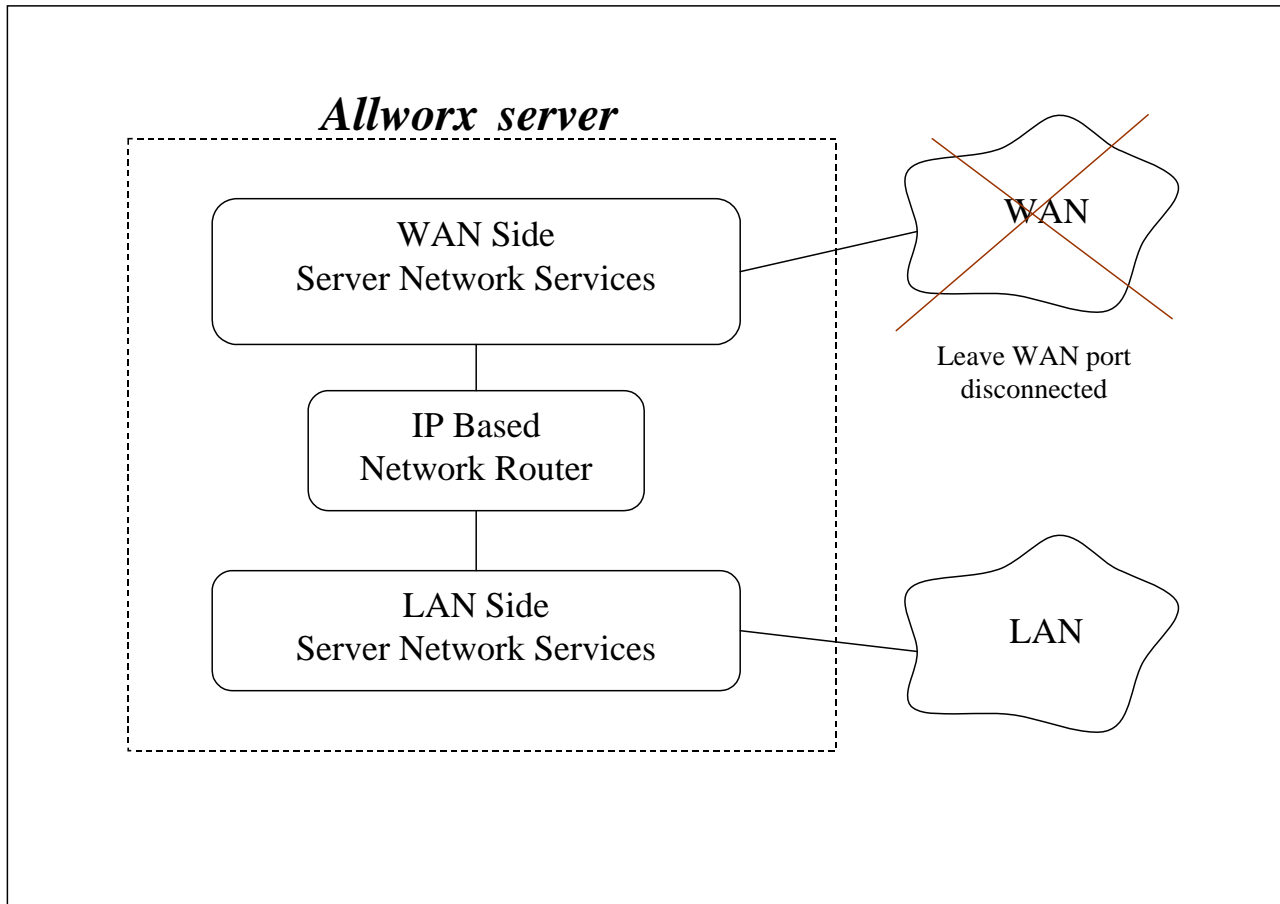 Allworx server
WAN Side
Server Network Services
WAN
Leave WAN port
disconnected
IP Based
Network Router
LAN Side
Server Network Services
LAN